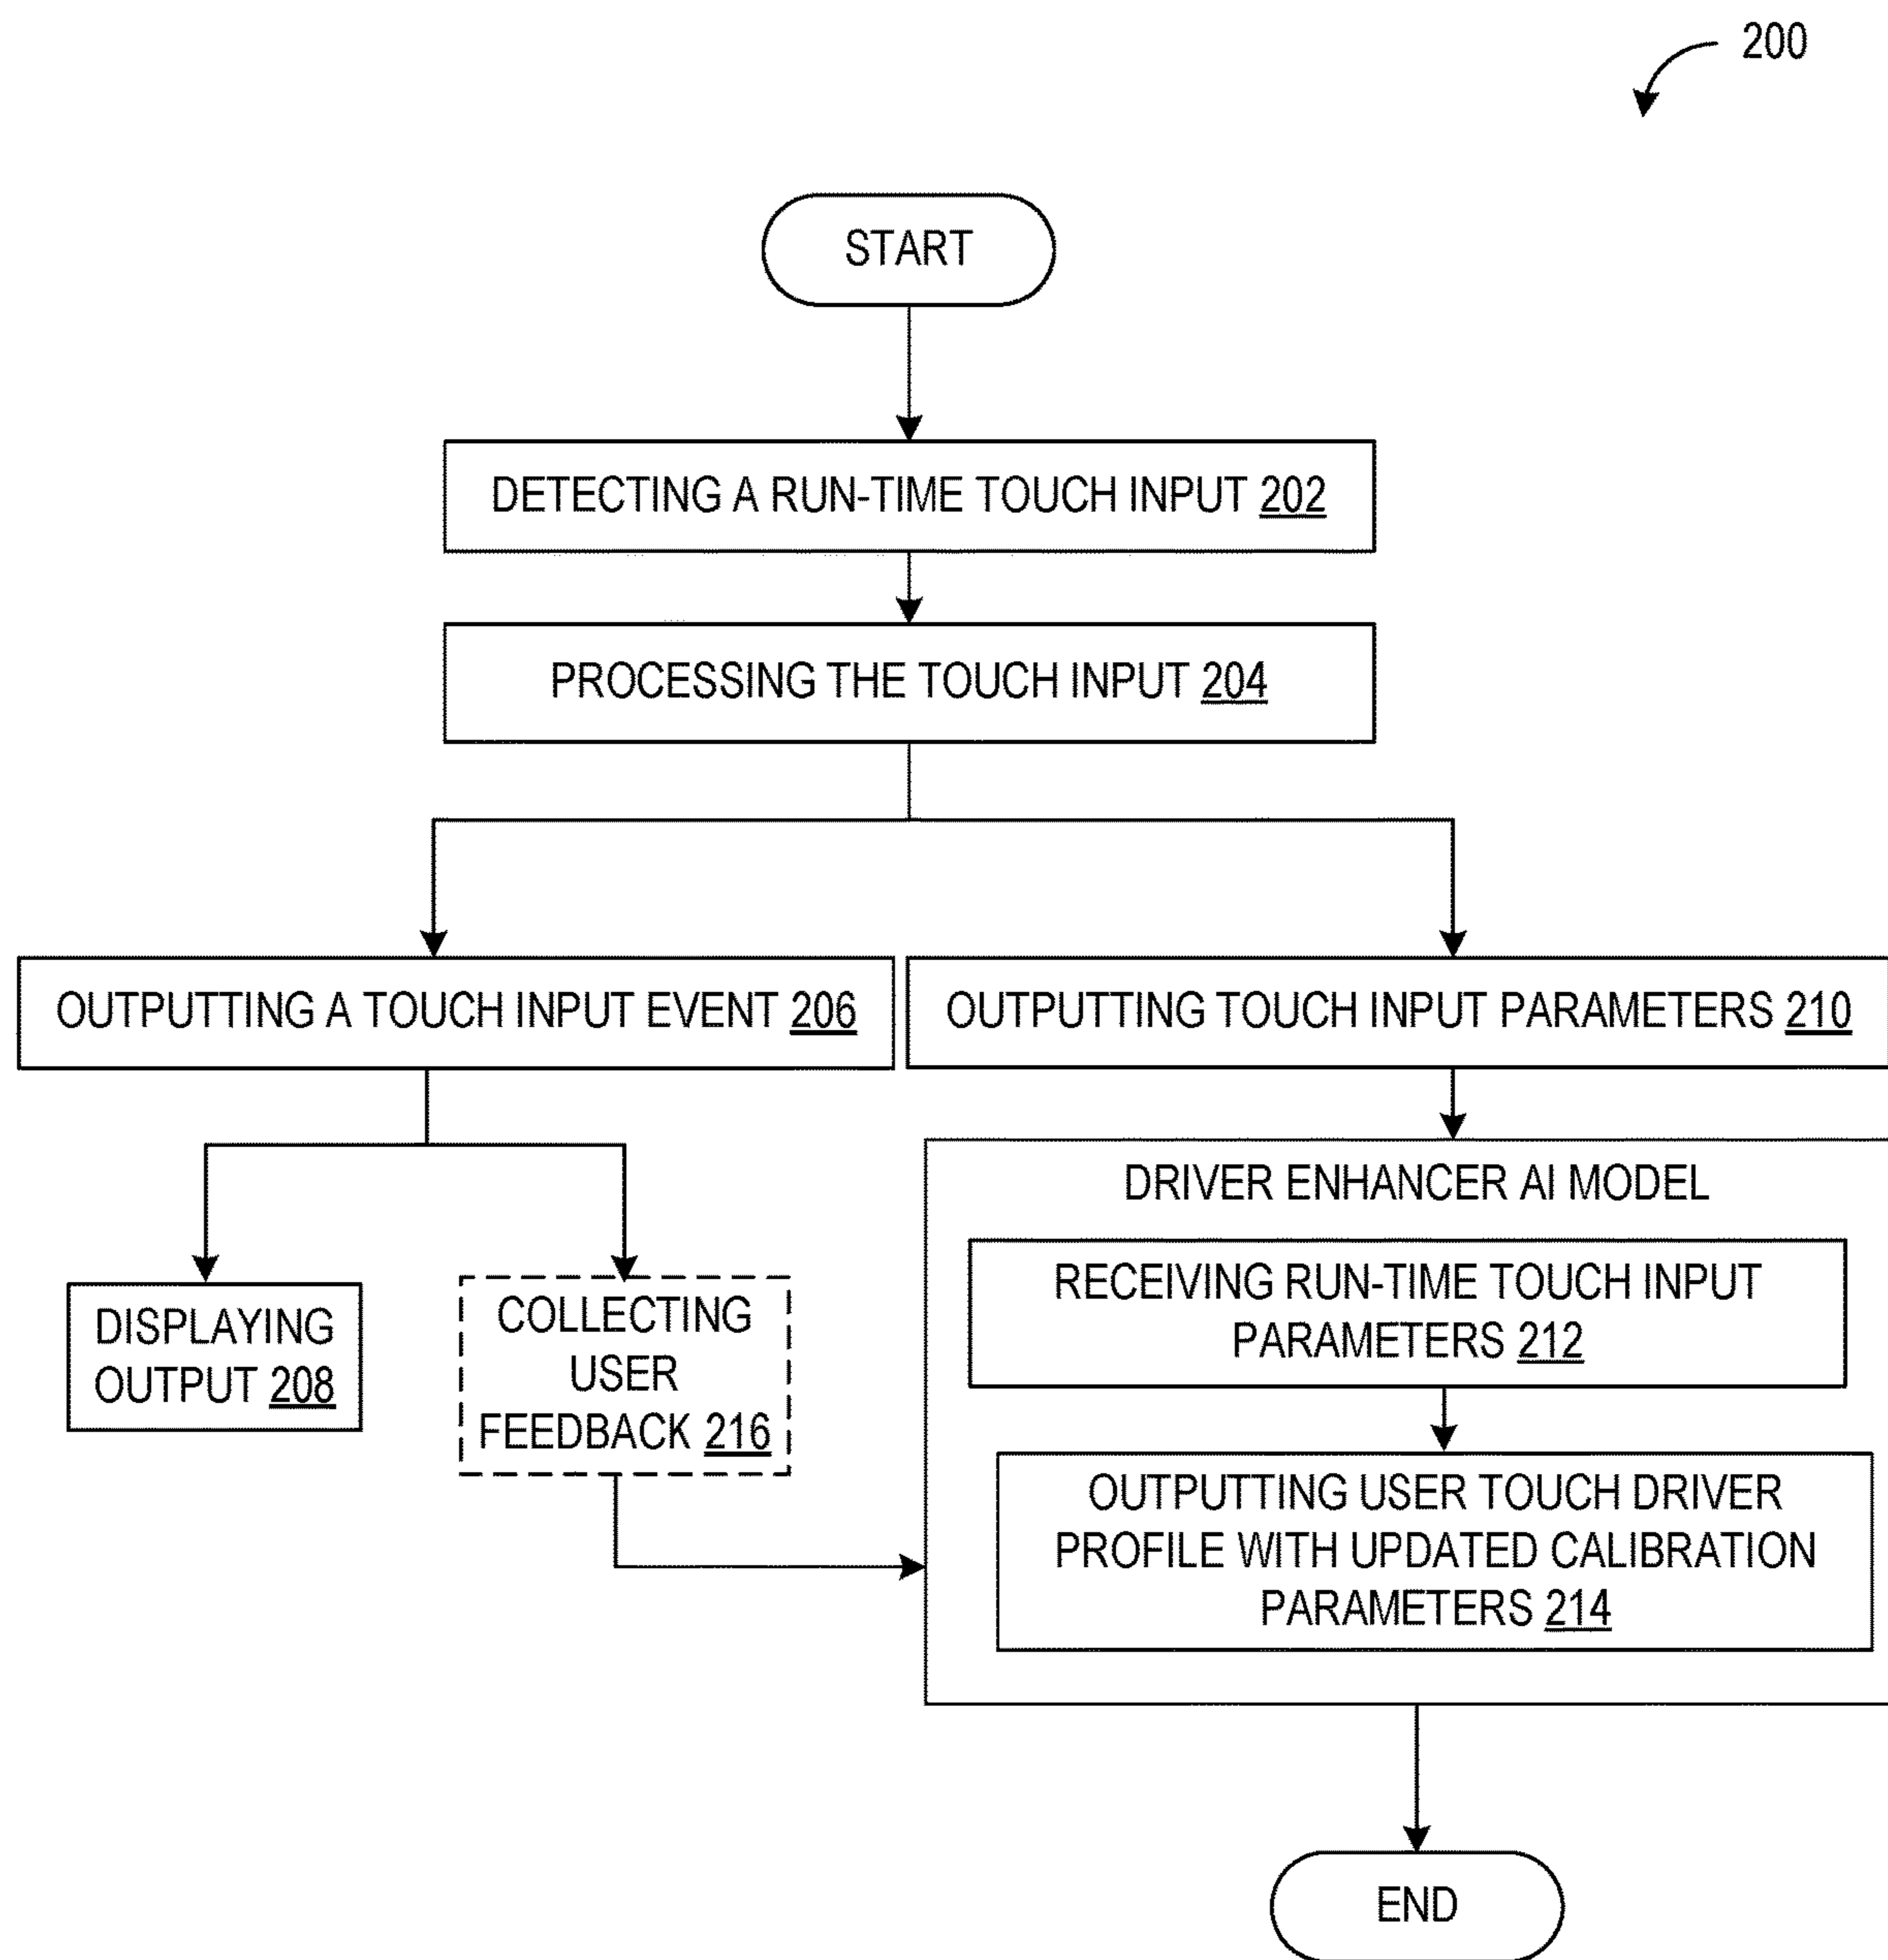 200
START
DETECTING A RUN-TIME TOUCH INPUT 202
PROCESSING THE TOUCH INPUT 204
OUTPUTTING A TOUCH INPUT EVENT 206
OUTPUTTING TOUCH INPUT PARAMETERS 210
DISPLAYING
OUTPUT 208
COLLECTING
USER
FEEDBACK 216
DRIVER ENHANCER AI MODEL
RECEIVING RUN-TIME TOUCH INPUT
PARAMETERS 212
OUTPUTTING USER TOUCH DRIVER
PROFILE WITH UPDATED CALIBRATION
PARAMETERS 214
END